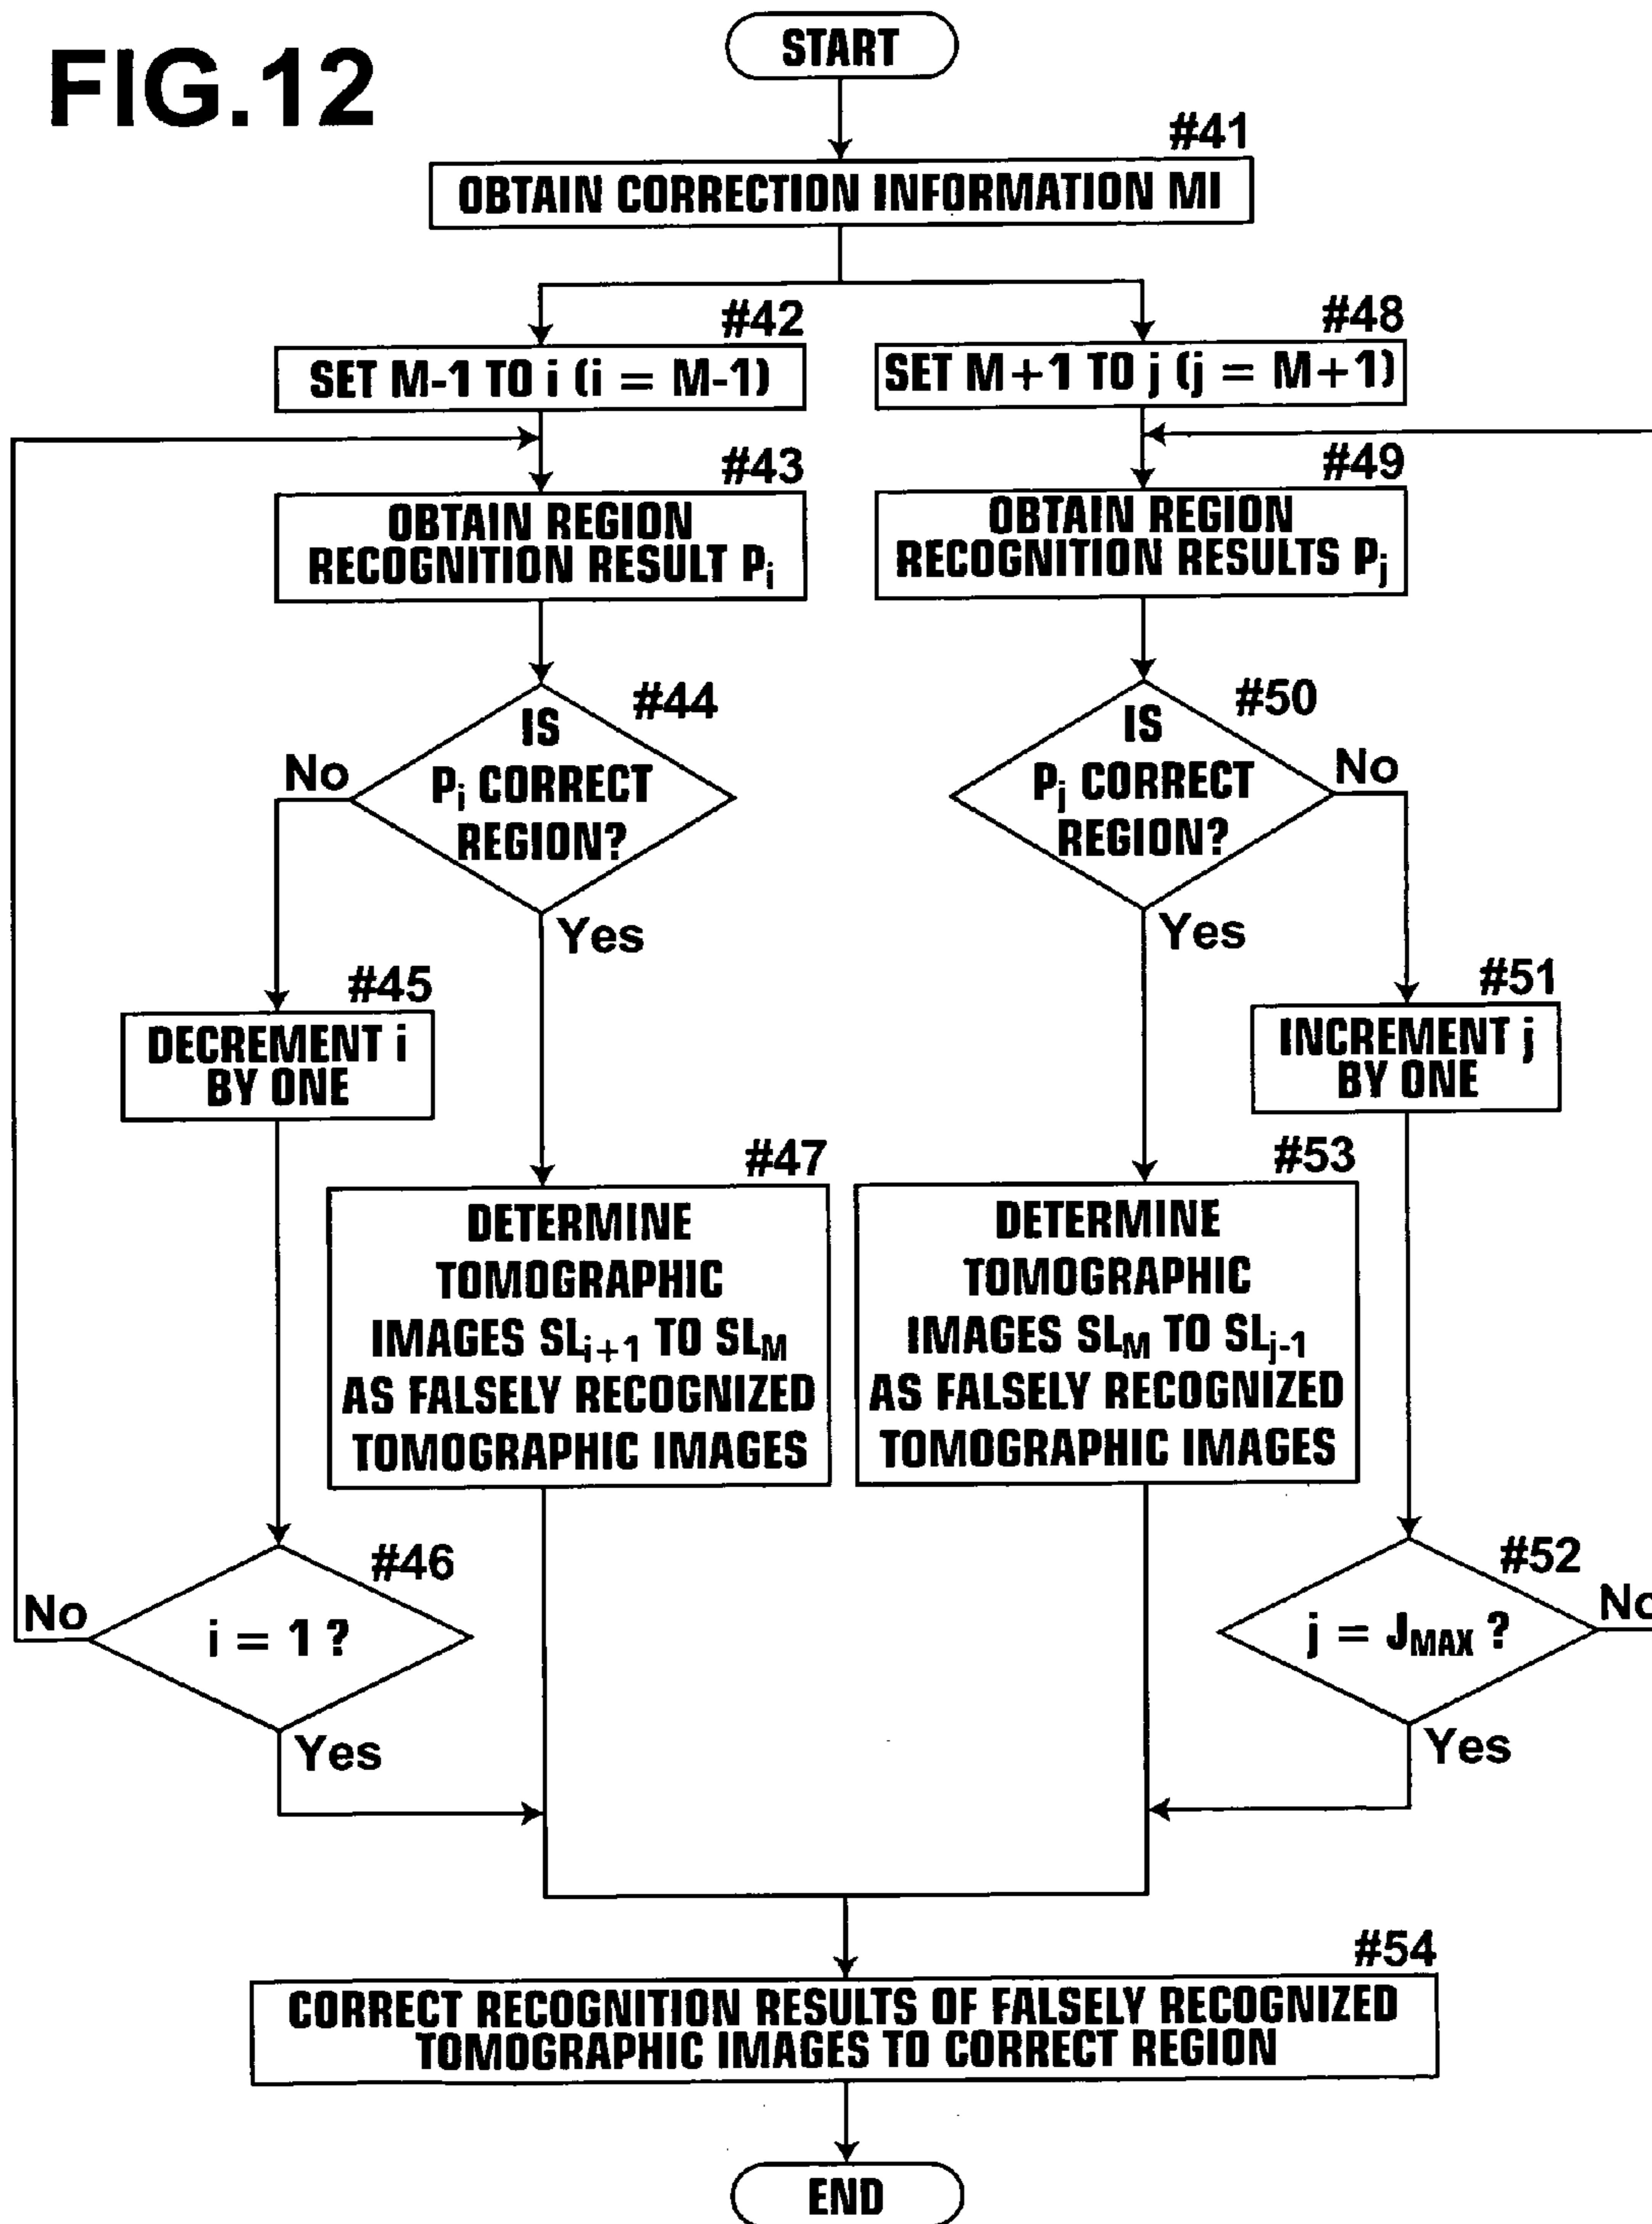 FIG.12
START
#41
OBTAIN CORRECTION INFORMATION MI
#42
SET M-1 TO i (i = M-1)
#48
SET M+1 TO j (j = M+1)
#43
OBTAIN REGION
RECOGNITION RESULT Pi
#49
OBTAIN REGION
RECOGNITION RESULTS Pj
#44
IS
Pi CORRECT
REGION?
No
Yes
#50
IS
Pj CORRECT
REGION?
No
Yes
#45
DECREMENT i
BY ONE
#51
INCREMENT j
BY ONE
#47
DETERMINE
TOMOGRAPHIC
IMAGES SLi+1 TO SLM
AS FALSELY RECOGNIZED
TOMOGRAPHIC IMAGES
#53
DETERMINE
TOMOGRAPHIC
IMAGES SLM TO SLj-1
AS FALSELY RECOGNIZED
TOMOGRAPHIC IMAGES
#46
i = 1 ?
No
Yes
#52
j = JMAX ?
No
Yes
#54
CORRECT RECOGNITION RESULTS OF FALSELY RECOGNIZED
TOMOGRAPHIC IMAGES TO CORRECT REGION
END